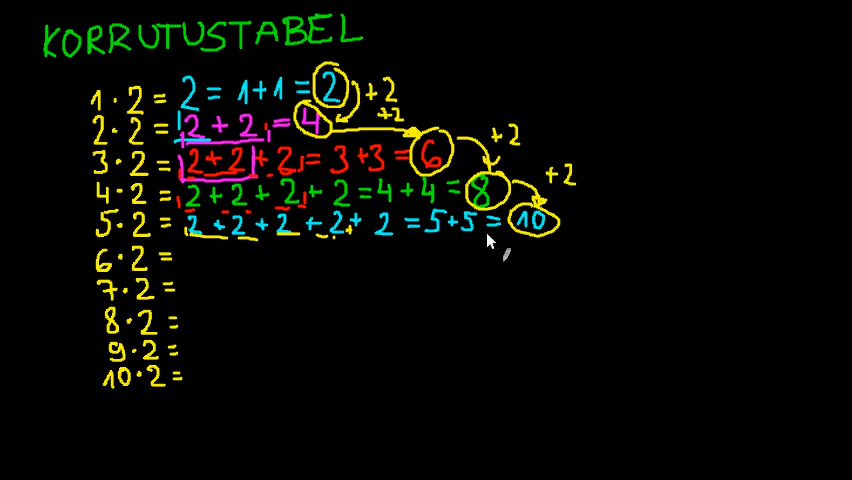 KORRUTUSTABEL
1 · 2 = 2 = 1 + 1 = 2 +2
2 · 2 = 2 + 2 = 4 +2
3 · 2 = 2 + 2 + 2 = 3 + 3 = 6 +2
4 · 2 = 2 + 2 + 2 + 2 = 4 + 4 = 8 +2
5 · 2 = 2 + 2 + 2 + 2 + 2 = 5 + 5 = 10
6 · 2 =
7 · 2 =
8 · 2 =
9 · 2 =
10 · 2 =